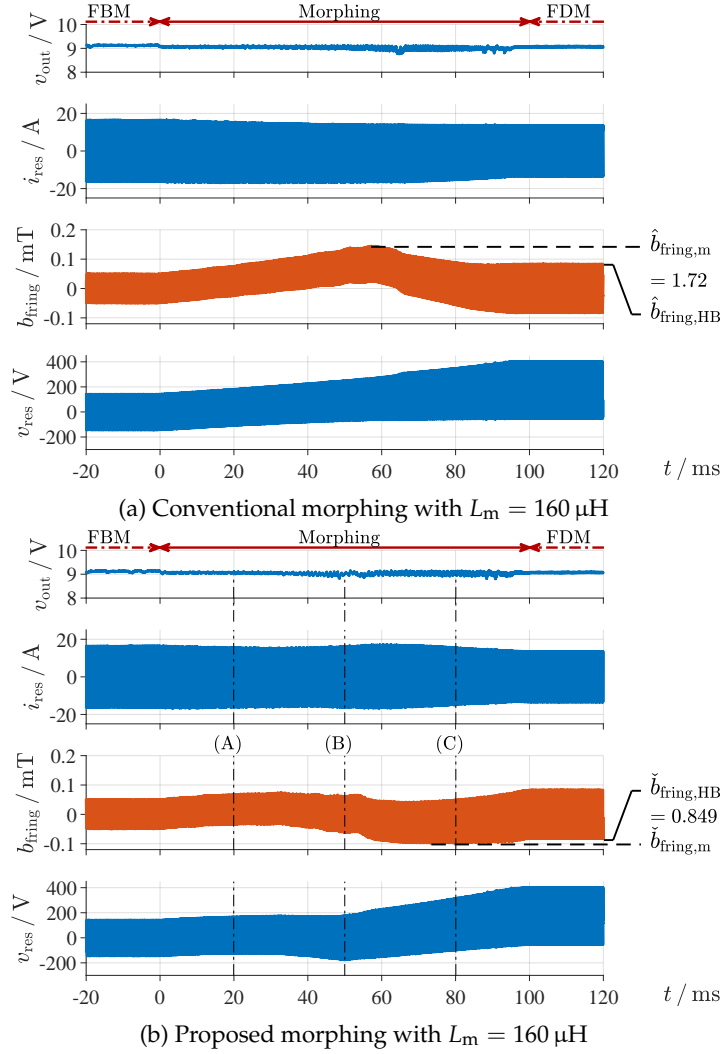 FBM Morphing FDM
10
9
8
v_out / V
20
0
-20
i_res / A
0.2
0.1
0
-0.1
b_fring / mT
b̂_fring,m
= 1.72
b̂_fring,HB
400
200
0
-200
v_res / V
-20 0 20 40 60 80 100 120 t / ms
(a) Conventional morphing with L_m = 160 µH
FBM Morphing FDM
10
9
8
v_out / V
20
0
-20
i_res / A
(A) (B) (C)
0.2
0.1
0
-0.1
b_fring / mT
b̌_fring,HB
= 0.849
b̌_fring,m
400
200
0
-200
v_res / V
-20 0 20 40 60 80 100 120 t / ms
(b) Proposed morphing with L_m = 160 µH